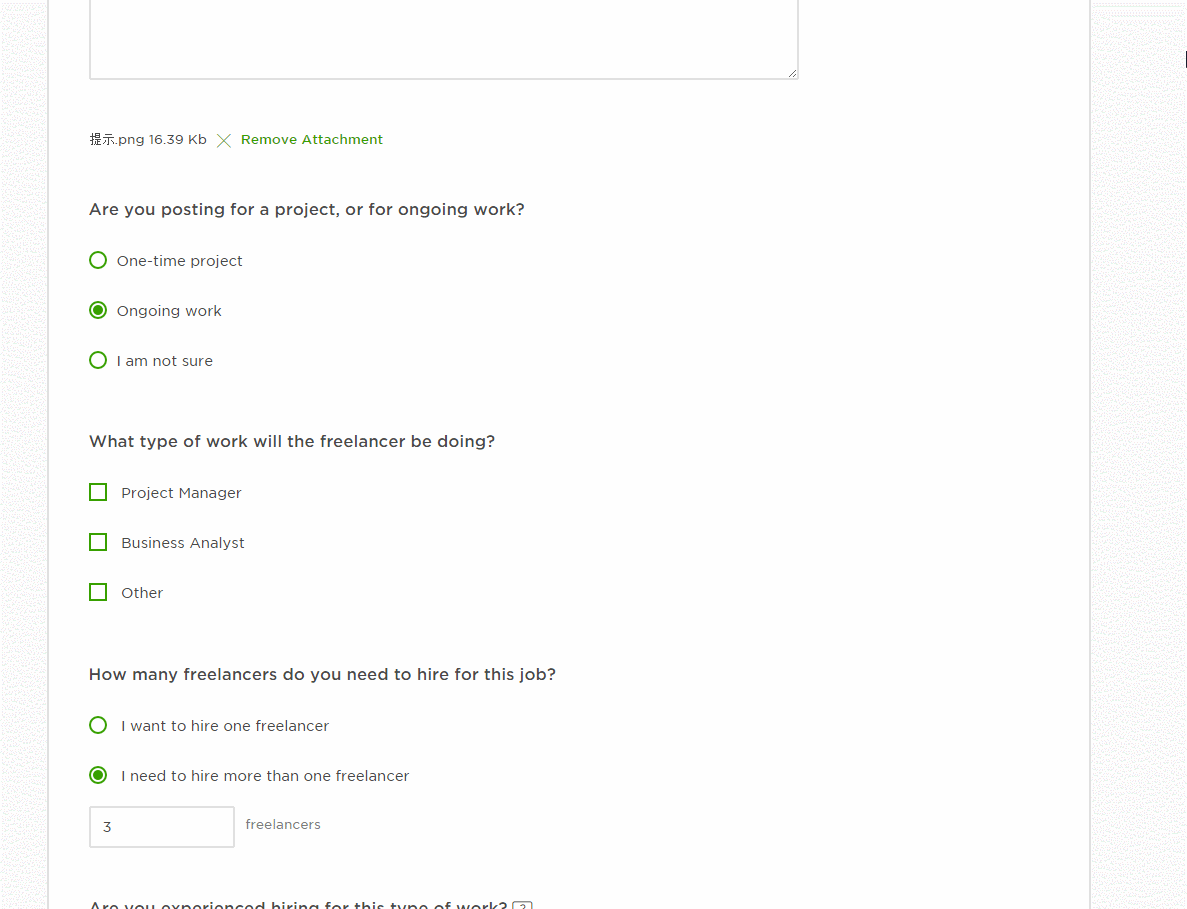 提示.png 16.39 Kb Remove Attachment
Are you posting for a project, or for ongoing work?
One-time project
Ongoing work
I am not sure
What type of work will the freelancer be doing?
Project Manager
Business Analyst
Other
How many freelancers do you need to hire for this job?
I want to hire one freelancer
I need to hire more than one freelancer
3 freelancers
Are you experienced hiring for this type of work? ?